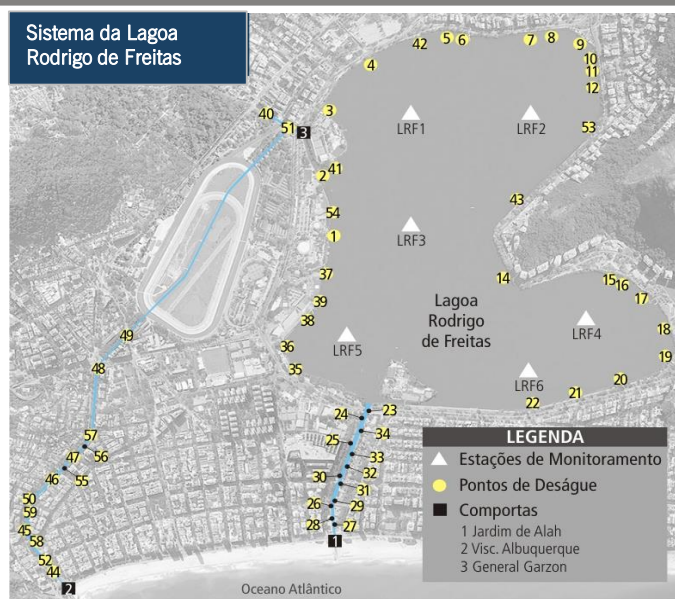 Sistema da Lagoa
Rodrigo de Freitas
42 5 6 7 8 9
4
10
11
12
3
40
51 3
LRF1 LRF2
53
41
2
43
54
1
LRF3
37
14
15 16
17
39
38
Lagoa
Rodrigo
de Freitas
LRF4
18
49
36
LRF5
19
48
35
LRF6
20
21
22
24 23
57
25 34
56
47
33
46 55
30 32
31
50
59
26 29
45
28 27
58
1
52
44
2
LEGENDA
Estações de Monitoramento
Pontos de Deságue
Comportas
1 Jardim de Alah
2 Visc. Albuquerque
3 General Garzon
Oceano Atlântico